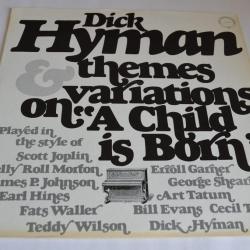 Dick
Hyman
& themes
variations
on "A Child
is Born"
Played in
the style of
Scott Joplin
elly Roll Morton
James P. Johnson,
Earl Hines
Fats Waller
Teddy Wilson
Erroll Garner
George Shear
Art Tatum
Bill Evans Cecil T
Dick Hyman